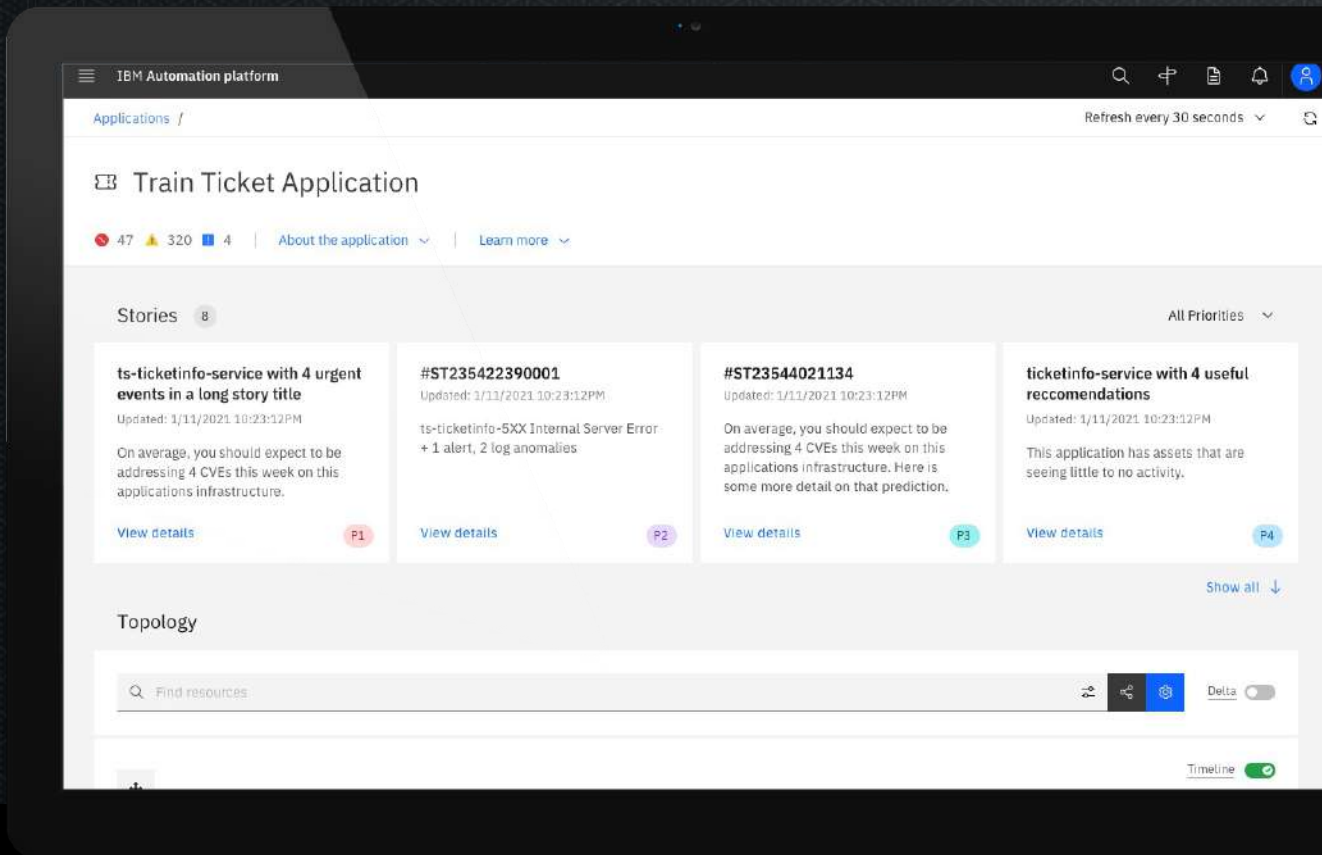 IBM Automation platform
Applications /
Refresh every 30 seconds
Train Ticket Application
47 320 4 About the application Learn more
Stories 8
All Priorities
ts-ticketinfo-service with 4 urgent
events in a long story title
Updated: 1/11/2021 10:23:12PM
On average, you should expect to be
addressing 4 CVEs this week on this
applications infrastructure.
View details P1
#ST235422390001
Updated: 1/11/2021 10:23:12PM
ts-ticketinfo-5XX Internal Server Error
+ 1 alert, 2 log anomalies
View details P2
#ST23544021134
Updated: 1/11/2021 10:23:12PM
On average, you should expect to be
addressing 4 CVEs this week on this
applications infrastructure. Here is
some more detail on that prediction.
View details P3
ticketinfo-service with 4 useful
reccomendations
Updated: 1/11/2021 10:23:12PM
This application has assets that are
seeing little to no activity.
View details P4
Show all
Topology
Find resources
Delta
Timeline